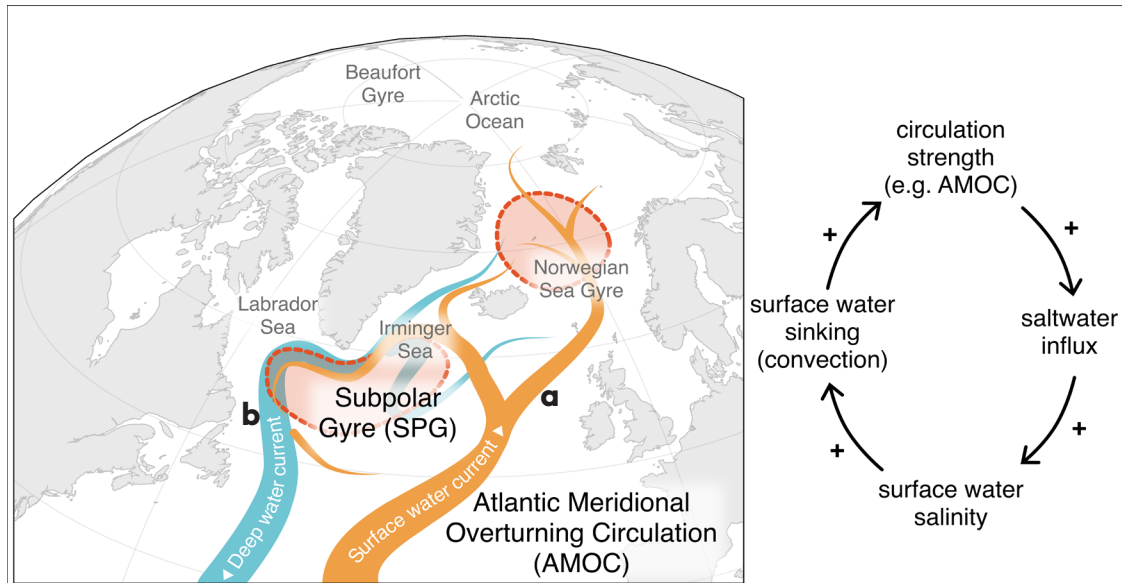 Beaufort
Gyre
Arctic
Ocean
Norwegian
Sea Gyre
Labrador
Sea
Irminger
Sea
Subpolar
Gyre (SPG)
a
b
◀ Deep water current
Surface water current ▶
Atlantic Meridional
Overturning Circulation
(AMOC)
circulation
strength
(e.g. AMOC)
+
saltwater
influx
+
surface water
salinity
+
surface water
sinking
(convection)
+